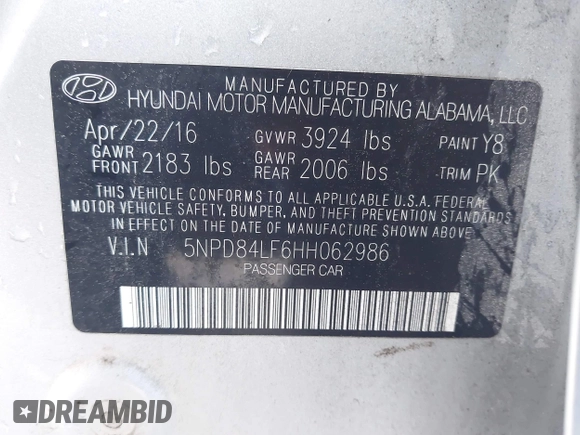 MANUFACTURED BY
HYUNDAI MOTOR MANUFACTURING ALABAMA, LLC
Apr/22/16 GVWR 3924 lbs PAINT Y8
GAWR FRONT 2183 lbs GAWR REAR 2006 lbs TRIM PK
THIS VEHICLE CONFORMS TO ALL APPLICABLE U.S.A. FEDERAL
MOTOR VEHICLE SAFETY, BUMPER, AND THEFT PREVENTION STANDARDS
IN EFFECT ON THE DATE OF MANUFACTURE SHOWN ABOVE.
V.I.N 5NPD84LF6HH062986
PASSENGER CAR
DREAMBID